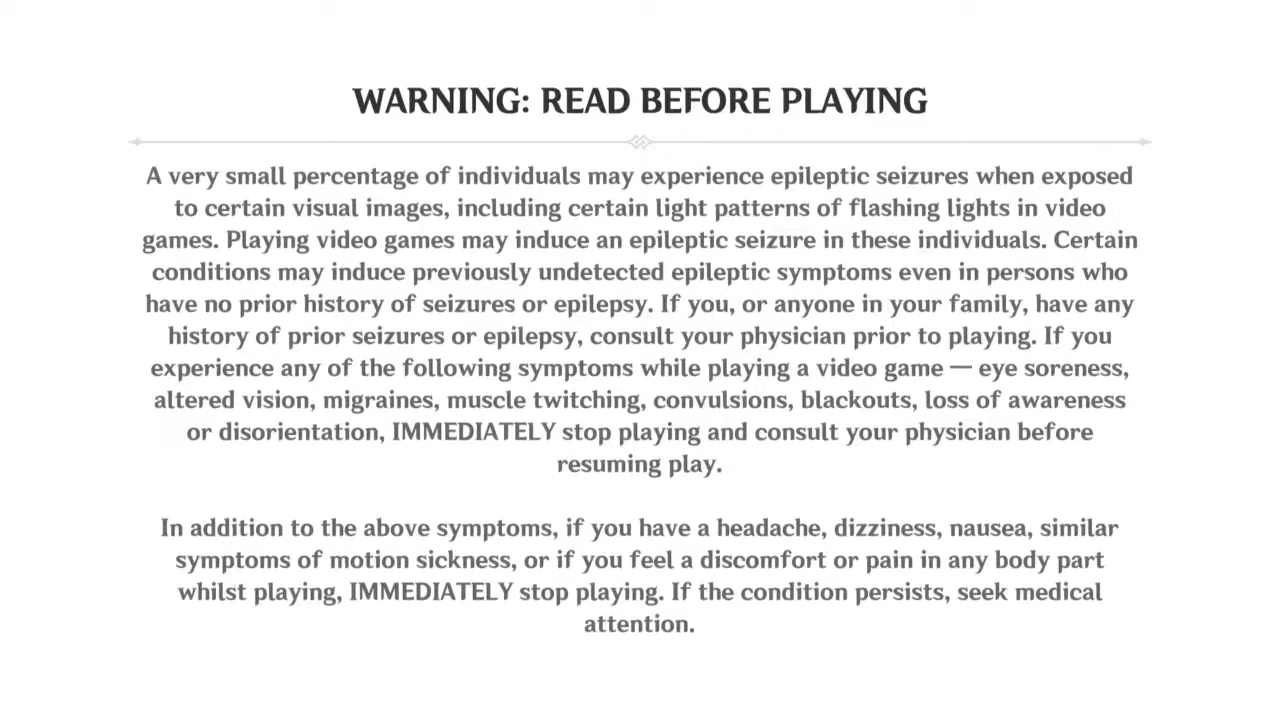 WARNING: READ BEFORE PLAYING
A very small percentage of individuals may experience epileptic seizures when exposed
to certain visual images, including certain light patterns of flashing lights in video
games. Playing video games may induce an epileptic seizure in these individuals. Certain
conditions may induce previously undetected epileptic symptoms even in persons who
have no prior history of seizures or epilepsy. If you, or anyone in your family, have any
history of prior seizures or epilepsy, consult your physician prior to playing. If you
experience any of the following symptoms while playing a video game — eye soreness,
altered vision, migraines, muscle twitching, convulsions, blackouts, loss of awareness
or disorientation, IMMEDIATELY stop playing and consult your physician before
resuming play.
In addition to the above symptoms, if you have a headache, dizziness, nausea, similar
symptoms of motion sickness, or if you feel a discomfort or pain in any body part
whilst playing, IMMEDIATELY stop playing. If the condition persists, seek medical
attention.